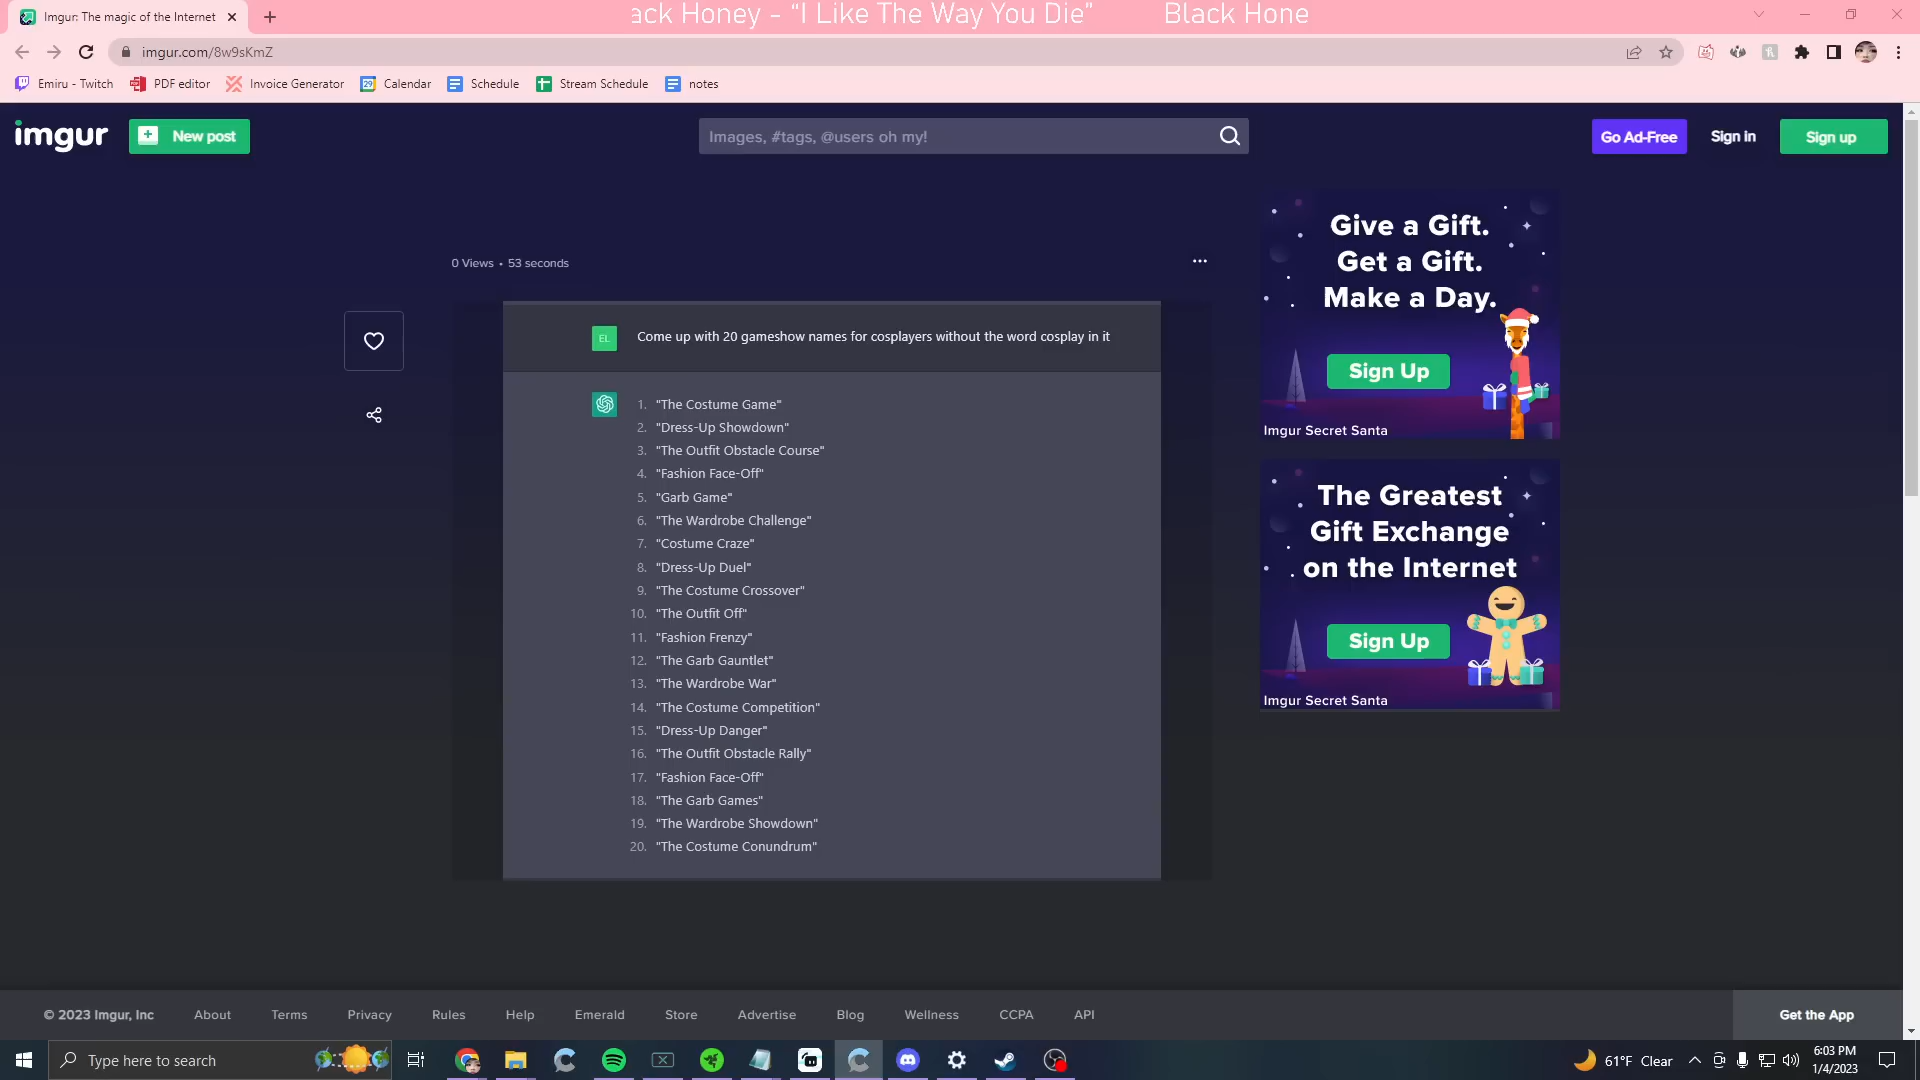 Imgur: The magic of the Internet
ack Honey - “I Like The Way You Die”
Black Hone
imgur.com/8w9sKmZ
Emiru - Twitch
PDF editor
Invoice Generator
29
Calendar
Schedule
Stream Schedule
notes
imgur
New post
Images, #tags, @users oh my!
Go Ad-Free
Sign in
Sign up
0 Views • 53 seconds
EL
Come up with 20 gameshow names for cosplayers without the word cosplay in it
1. "The Costume Game"
2. "Dress-Up Showdown"
3. "The Outfit Obstacle Course"
4. "Fashion Face-Off"
5. "Garb Game"
6. "The Wardrobe Challenge"
7. "Costume Craze"
8. "Dress-Up Duel"
9. "The Costume Crossover"
10. "The Outfit Off"
11. "Fashion Frenzy"
12. "The Garb Gauntlet"
13. "The Wardrobe War"
14. "The Costume Competition"
15. "Dress-Up Danger"
16. "The Outfit Obstacle Rally"
17. "Fashion Face-Off"
18. "The Garb Games"
19. "The Wardrobe Showdown"
20. "The Costume Conundrum"
Give a Gift.
Get a Gift.
Make a Day.
Sign Up
Imgur Secret Santa
The Greatest
Gift Exchange
on the Internet
Sign Up
Imgur Secret Santa
© 2023 Imgur, Inc
About
Terms
Privacy
Rules
Help
Emerald
Store
Advertise
Blog
Wellness
CCPA
API
Get the App
Type here to search
61°F Clear
6:03 PM
1/4/2023